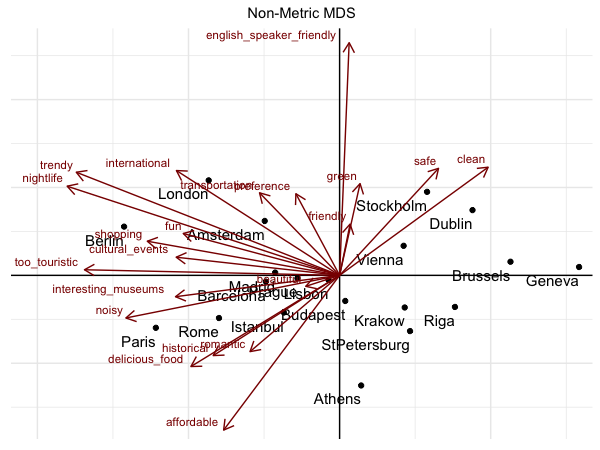 Non-Metric MDS
english_speaker_friendly
trendy
international
safe
clean
nightlife
transportation
preference
green
London
Stockholm
friendly
fun
Dublin
shopping
Berlin
Amsterdam
cultural_events
too_touristic
Vienna
Brussels
Geneva
beautiful
Madrid
interesting_museums
Barcelona
Prague
Lisbon
noisy
Budapest
Krakow
Riga
Rome
Istanbul
Paris
historical
romantic
StPetersburg
delicious_food
Athens
affordable